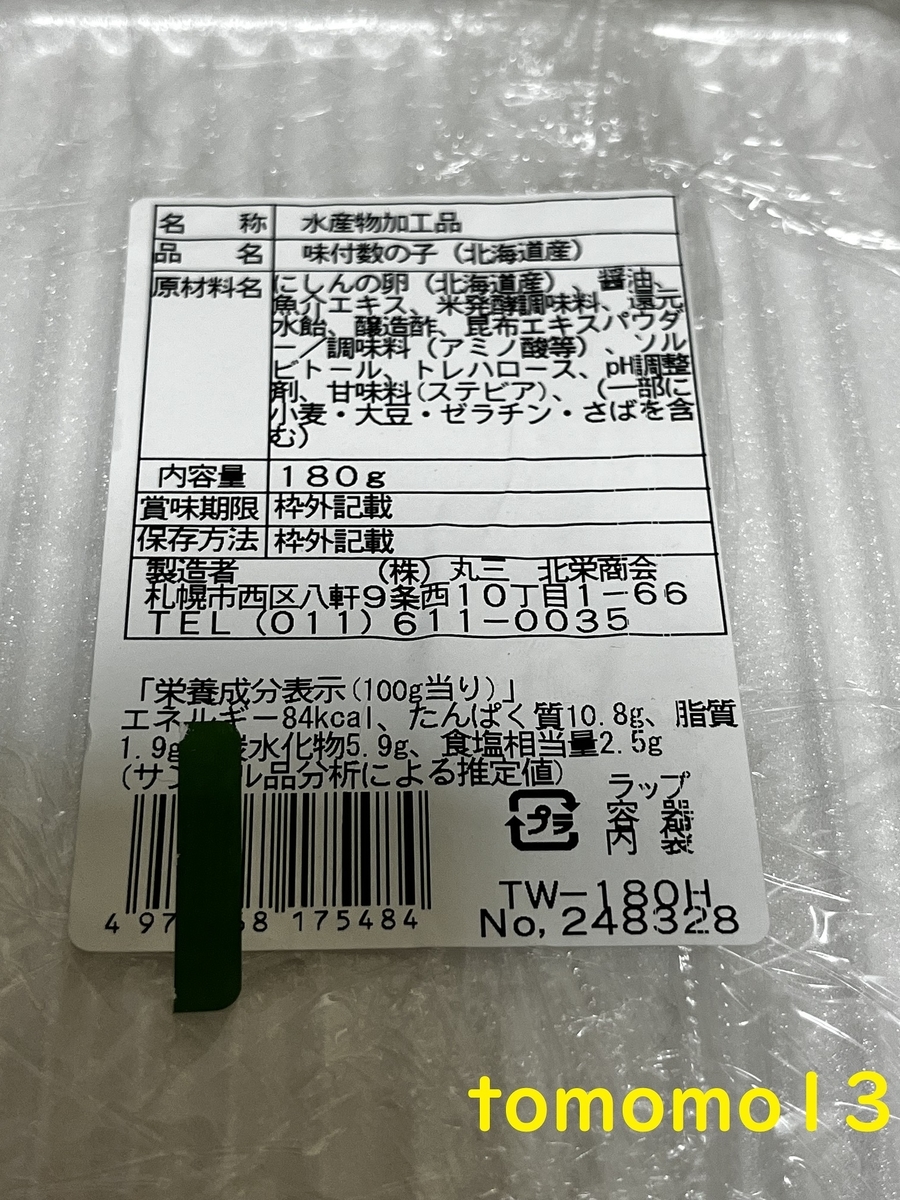 名 称 水産物加工品
品 名 味付数の子（北海道産）
原材料名 にしんの卵（北海道産）、醤油、
魚介エキス、米発酵調味料、還元
水飴、醸造酢、昆布エキスパウダ
ー／調味料（アミノ酸等）、ソル
ビトール、トレハロース、pH調整
剤、甘味料(ステビア)、（一部に
小麦・大豆・ゼラチン・さばを含
む）
内容量 180g
賞味期限 枠外記載
保存方法 枠外記載
製造者 （株）丸三 北栄商会
札幌市西区八軒9条西10丁目1－66
TEL（011）611－0035
「栄養成分表示(100g当り)」
エネルギー84kcal、たんぱく質10.8g、脂質
1.9g 炭水化物5.9g、食塩相当量2.5g
(サ ル品分析による推定値)
プラ
ラップ
容器
内袋
4 97 68 175484
TW－180H
No,248328
tomomo13